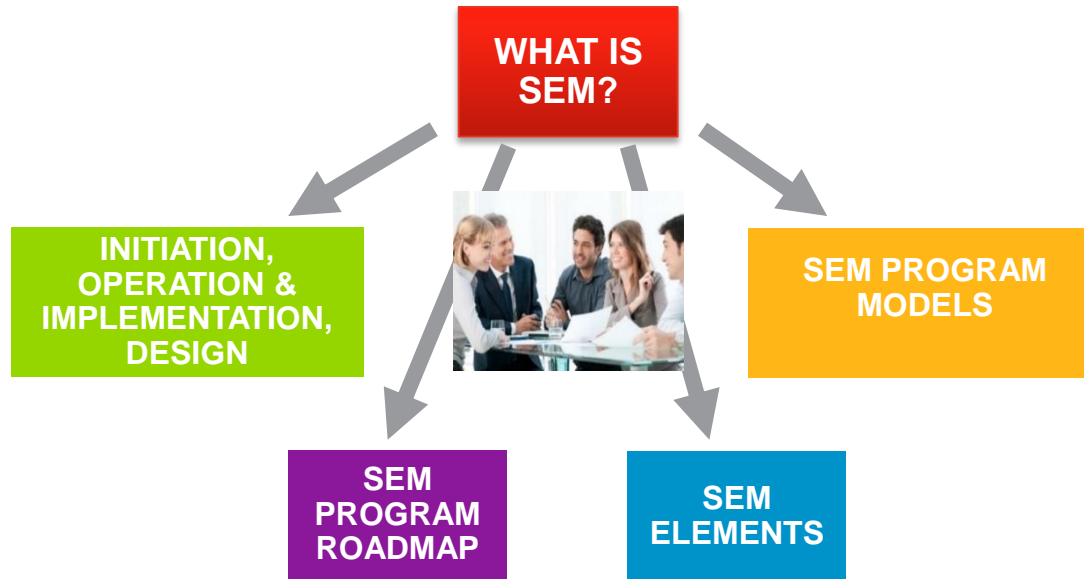 WHAT IS
SEM?
INITIATION,
OPERATION &
IMPLEMENTATION,
DESIGN
SEM PROGRAM
MODELS
SEM
PROGRAM
ROADMAP
SEM
ELEMENTS